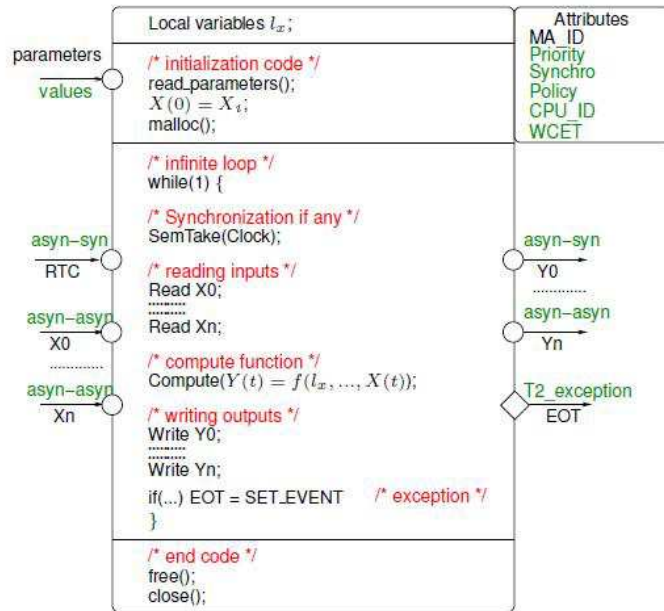 Local variables l_x;
Attributes
MA_ID
Priority
Synchro
Policy
CPU_ID
WCET
parameters
values
/* initialization code */
read_parameters();
X(0) = X_t;
malloc();
/* infinite loop */
while(1) {
/* Synchronization if any */
SemTake(Clock);
asyn-syn
RTC
asyn-syn
Y0
.............
/* reading inputs */
Read X0;
..........
Read Xn;
asyn-asyn
X0
.............
asyn-asyn
Yn
/* compute function */
Compute(Y(t) = f(l_x, ..., X(t));
asyn-asyn
Xn
T2_exception
EOT
/* writing outputs */
Write Y0;
..........
Write Yn;
if(...) EOT = SET_EVENT /* exception */
}
/* end code */
free();
close();